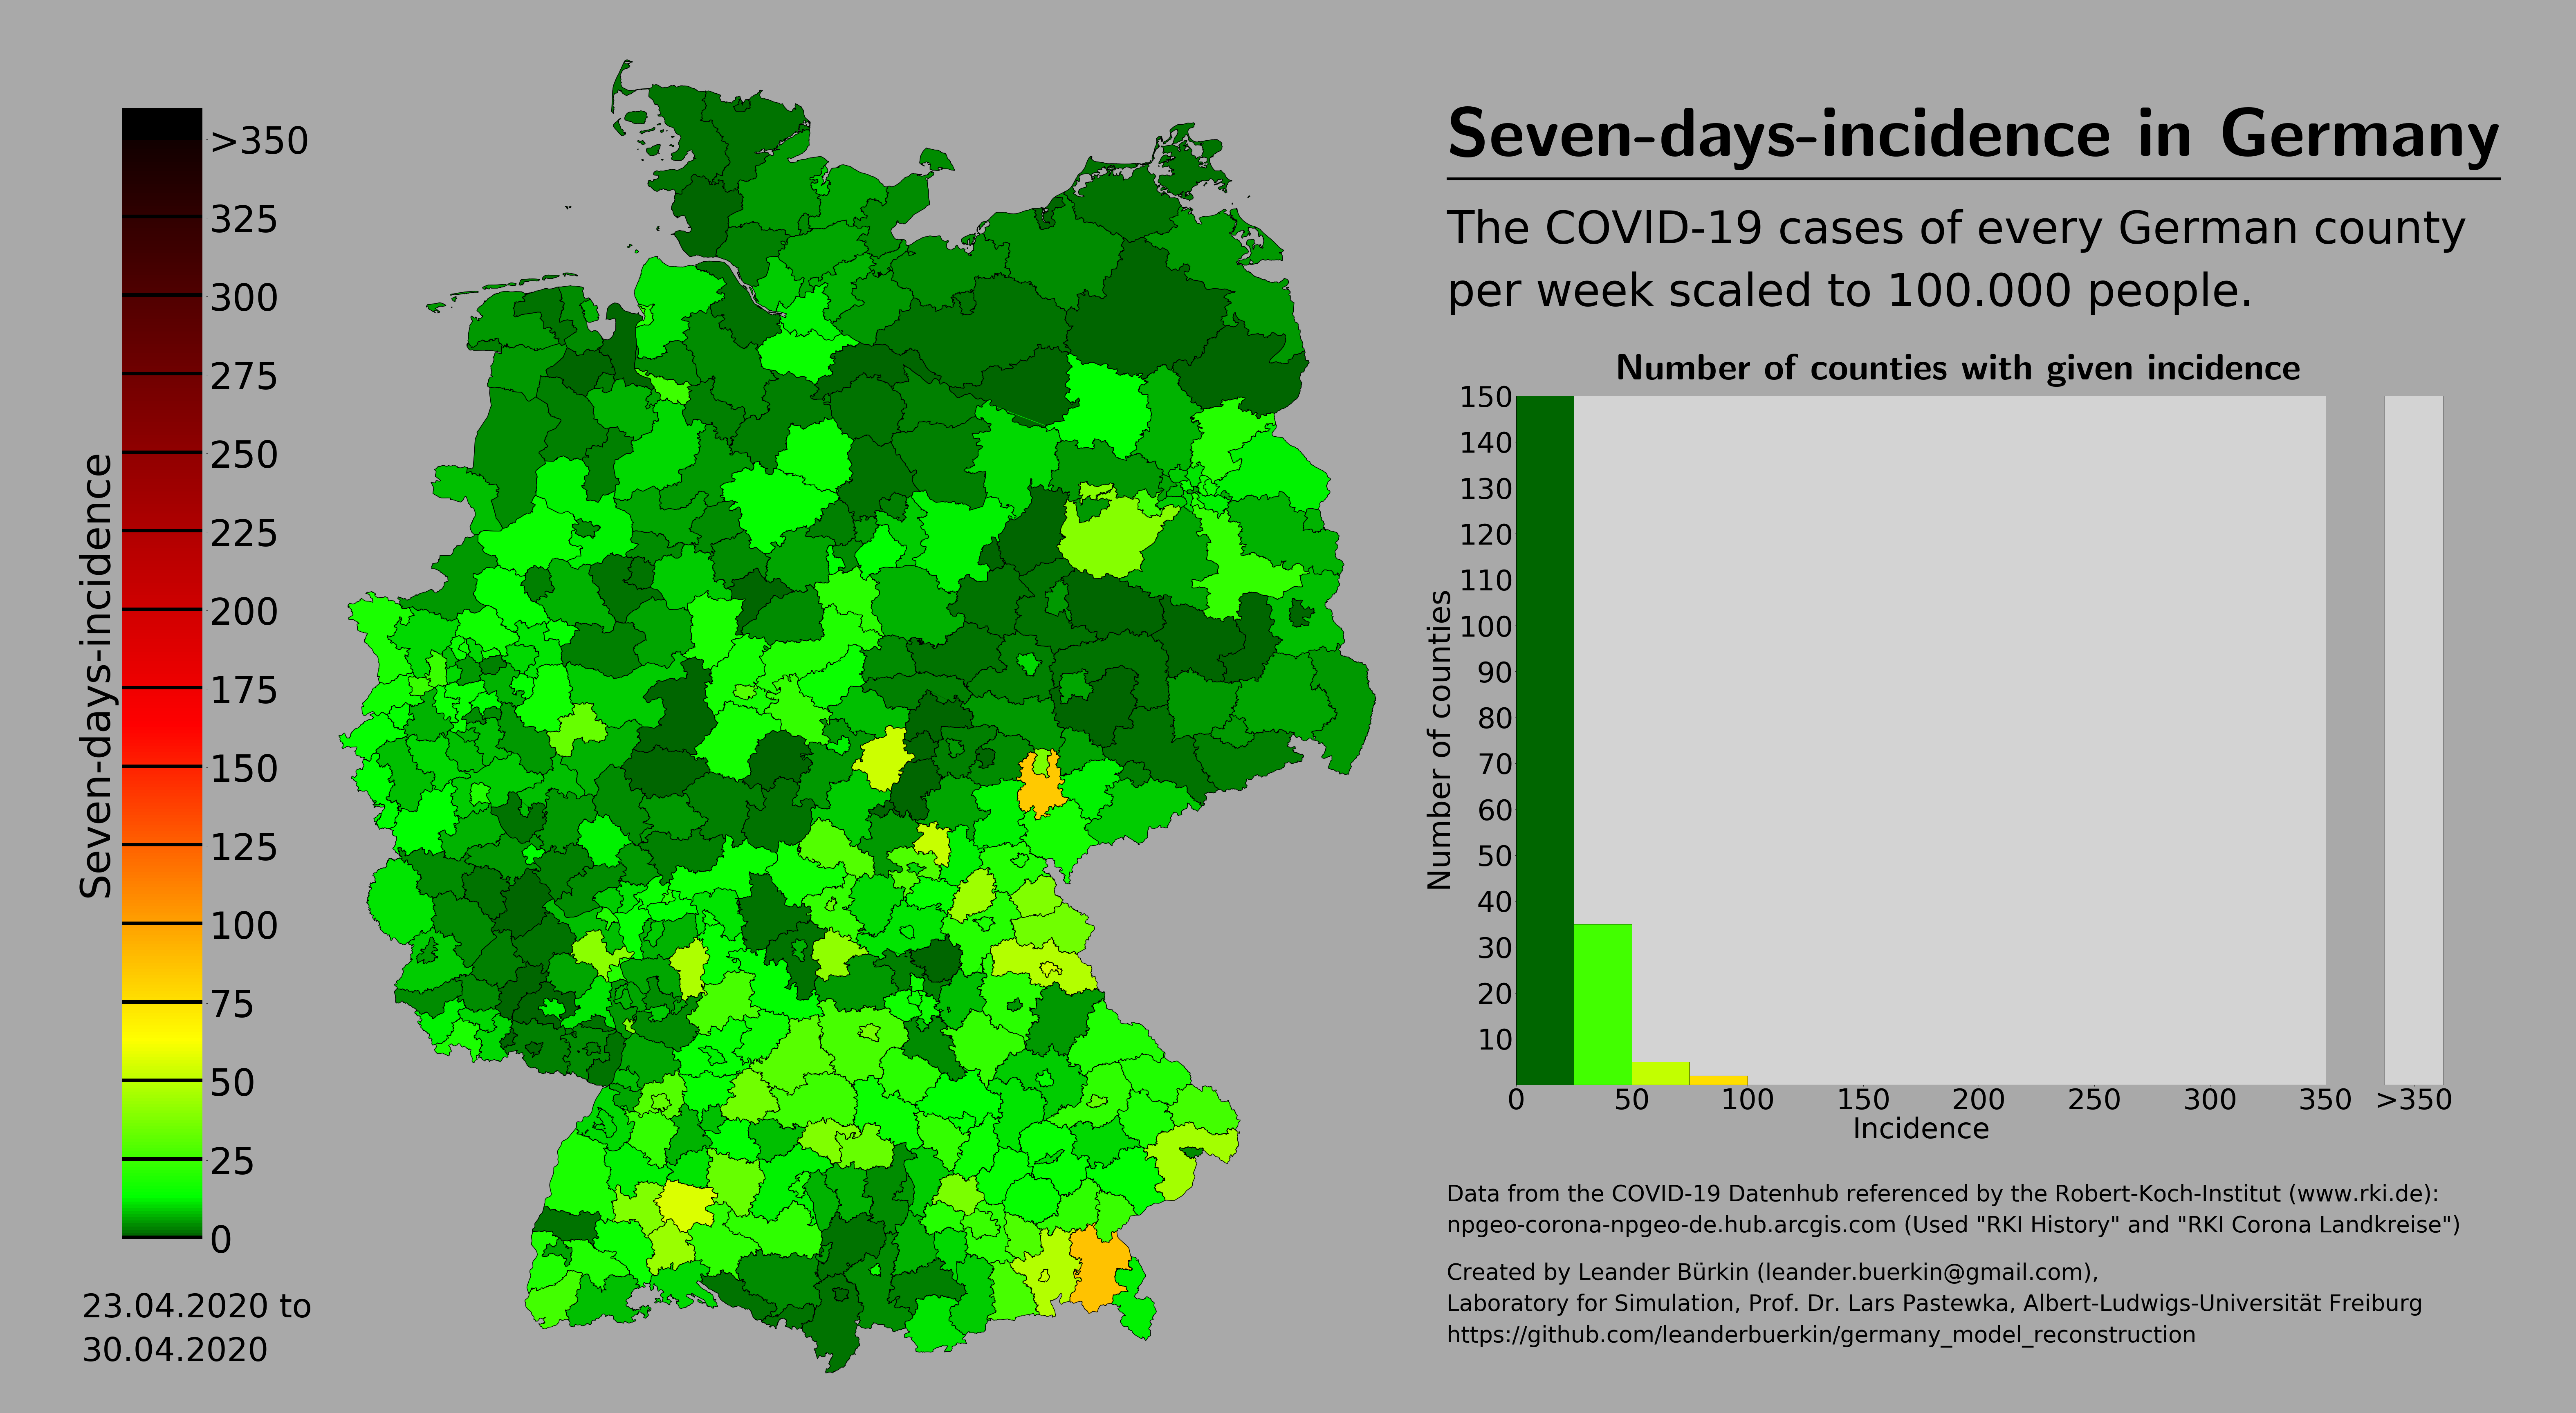 Seven-days-incidence in Germany
The COVID-19 cases of every German county
per week scaled to 100.000 people.
Seven-days-incidence
>350
325
300
275
250
225
200
175
150
125
100
75
50
25
0
23.04.2020 to
30.04.2020
Number of counties with given incidence
Number of counties
150
140
130
120
110
100
90
80
70
60
50
40
30
20
10
0 50 100 150 200 250 300 350 >350
Incidence
Data from the COVID-19 Datenhub referenced by the Robert-Koch-Institut (www.rki.de):
npgeo-corona-npgeo-de.hub.arcgis.com (Used "RKI History" and "RKI Corona Landkreise")
Created by Leander Bürkin (leander.buerkin@gmail.com),
Laboratory for Simulation, Prof. Dr. Lars Pastewka, Albert-Ludwigs-Universität Freiburg
https://github.com/leanderbuerkin/germany_model_reconstruction